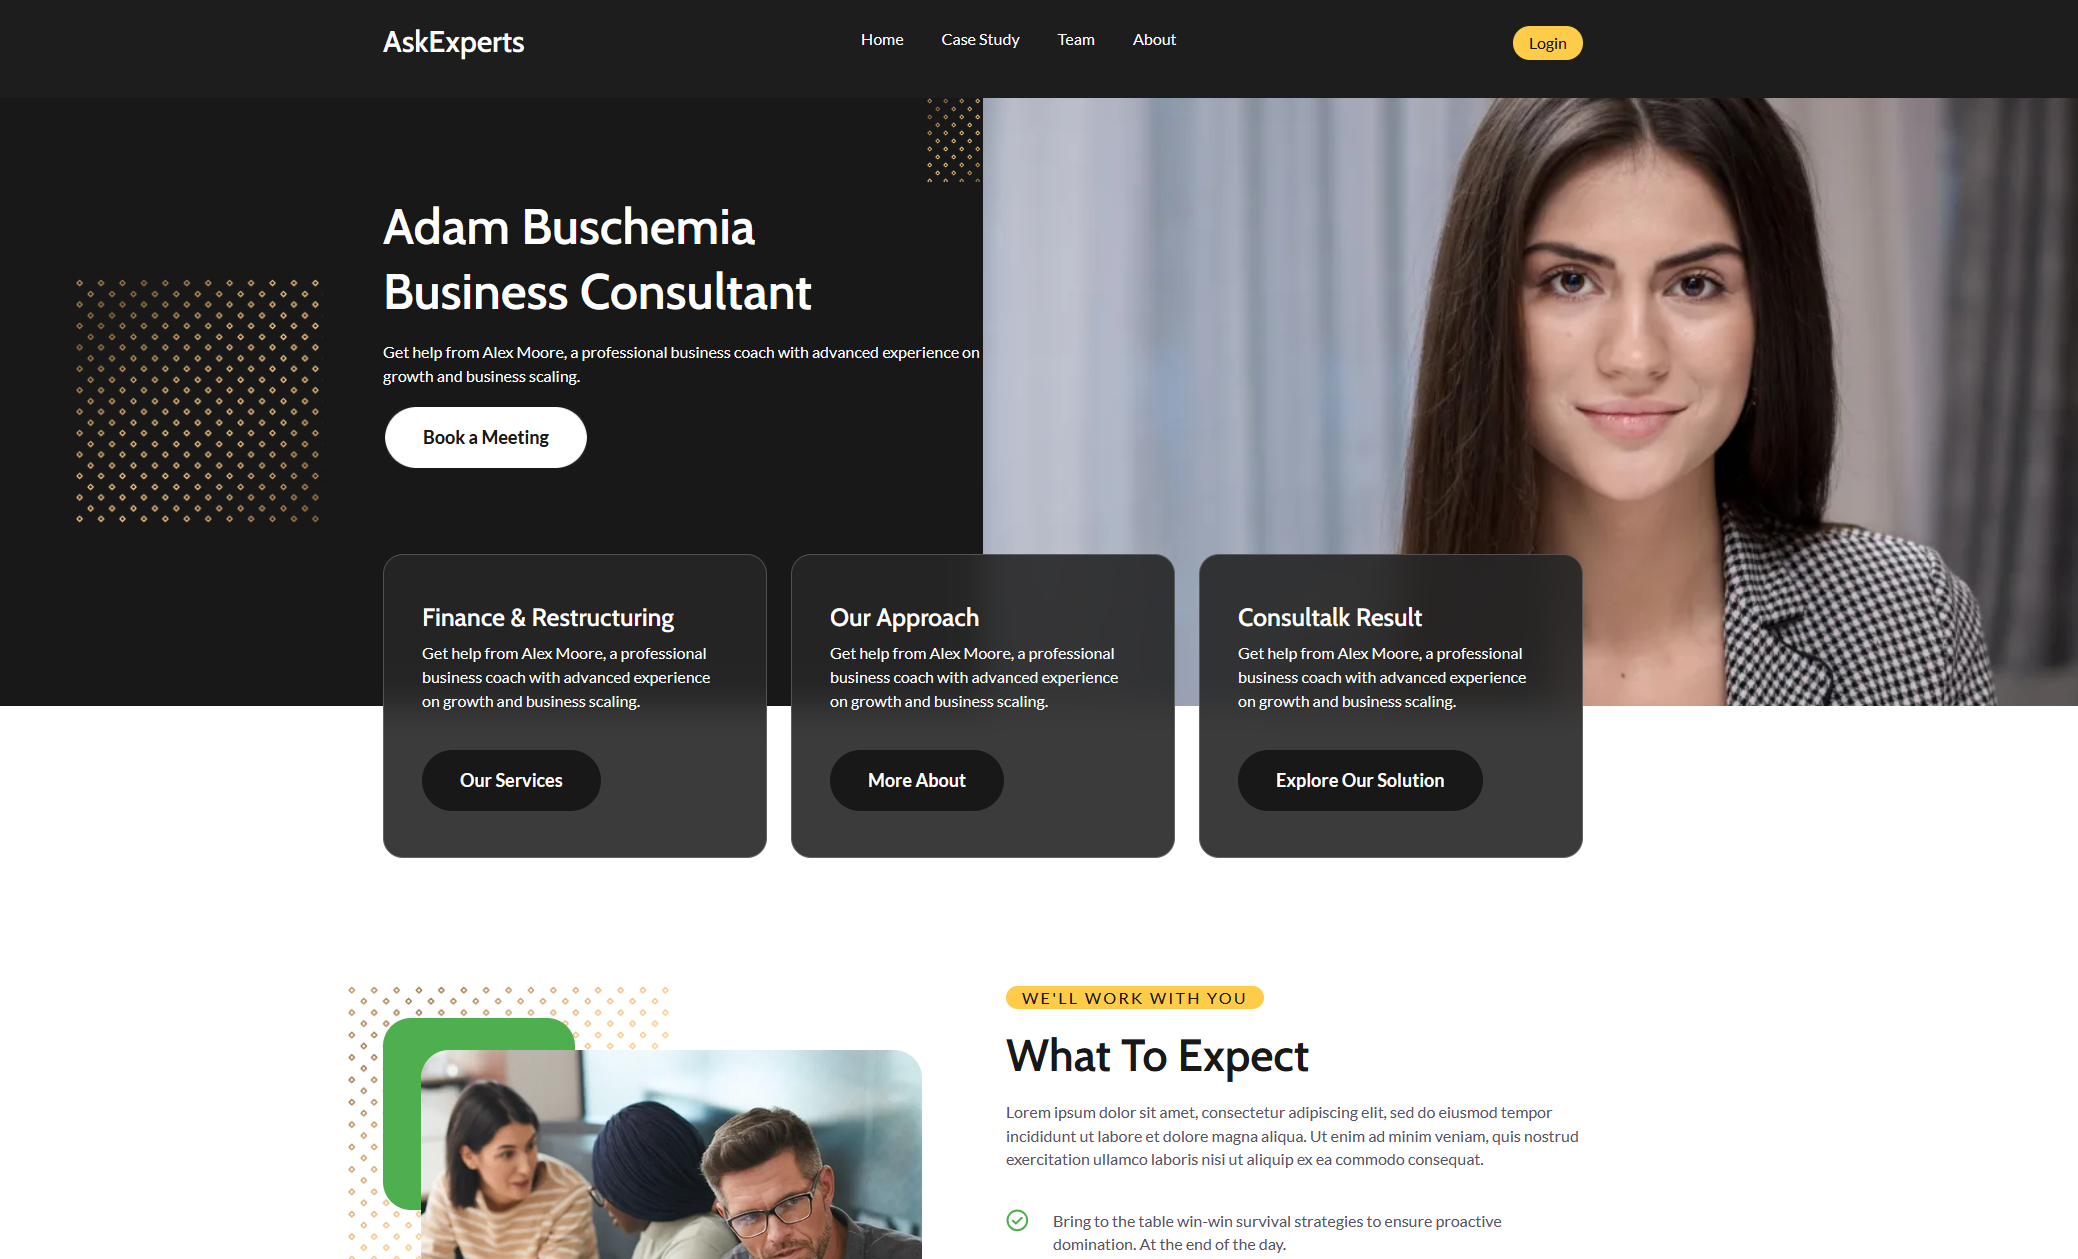 AskExperts
Home
Case Study
Team
About
Login
Adam Buschemia
Business Consultant
Get help from Alex Moore, a professional business coach with advanced experience on
growth and business scaling.
Book a Meeting
Finance & Restructuring
Get help from Alex Moore, a professional
business coach with advanced experience
on growth and business scaling.
Our Services
Our Approach
Get help from Alex Moore, a professional
business coach with advanced experience
on growth and business scaling.
More About
Consultalk Result
Get help from Alex Moore, a professional
business coach with advanced experience
on growth and business scaling.
Explore Our Solution
WE'LL WORK WITH YOU
What To Expect
Lorem ipsum dolor sit amet, consectetur adipiscing elit, sed do eiusmod tempor
incididunt ut labore et dolore magna aliqua. Ut enim ad minim veniam, quis nostrud
exercitation ullamco laboris nisi ut aliquip ex ea commodo consequat.
Bring to the table win-win survival strategies to ensure proactive
domination. At the end of the day.